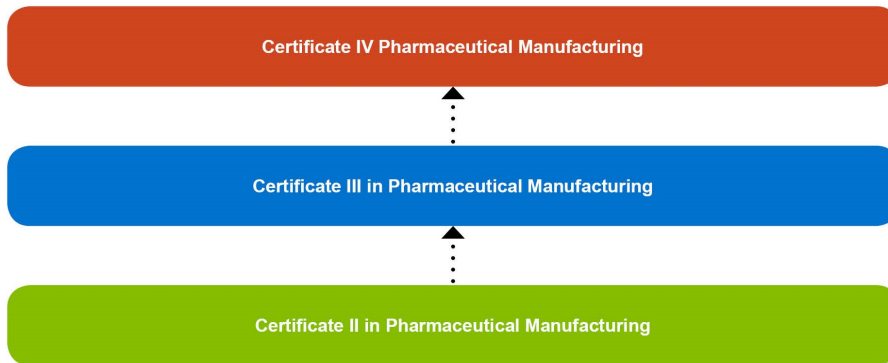 Certificate IV Pharmaceutical Manufacturing
Certificate III in Pharmaceutical Manufacturing
Certificate II in Pharmaceutical Manufacturing